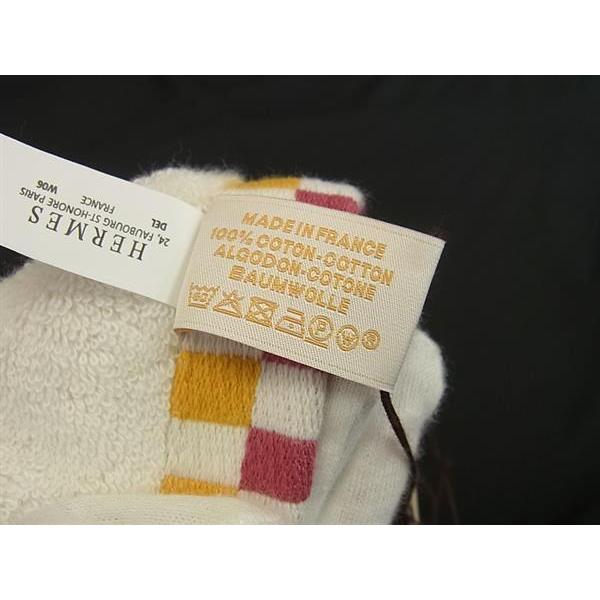 HERMES
24, FAUBOURG ST-HONORE PARIS
FRANCE
DEL W06
MADE IN FRANCE
100% COTON-COTTON
ALGODON-COTONE
BAUMWOLLE